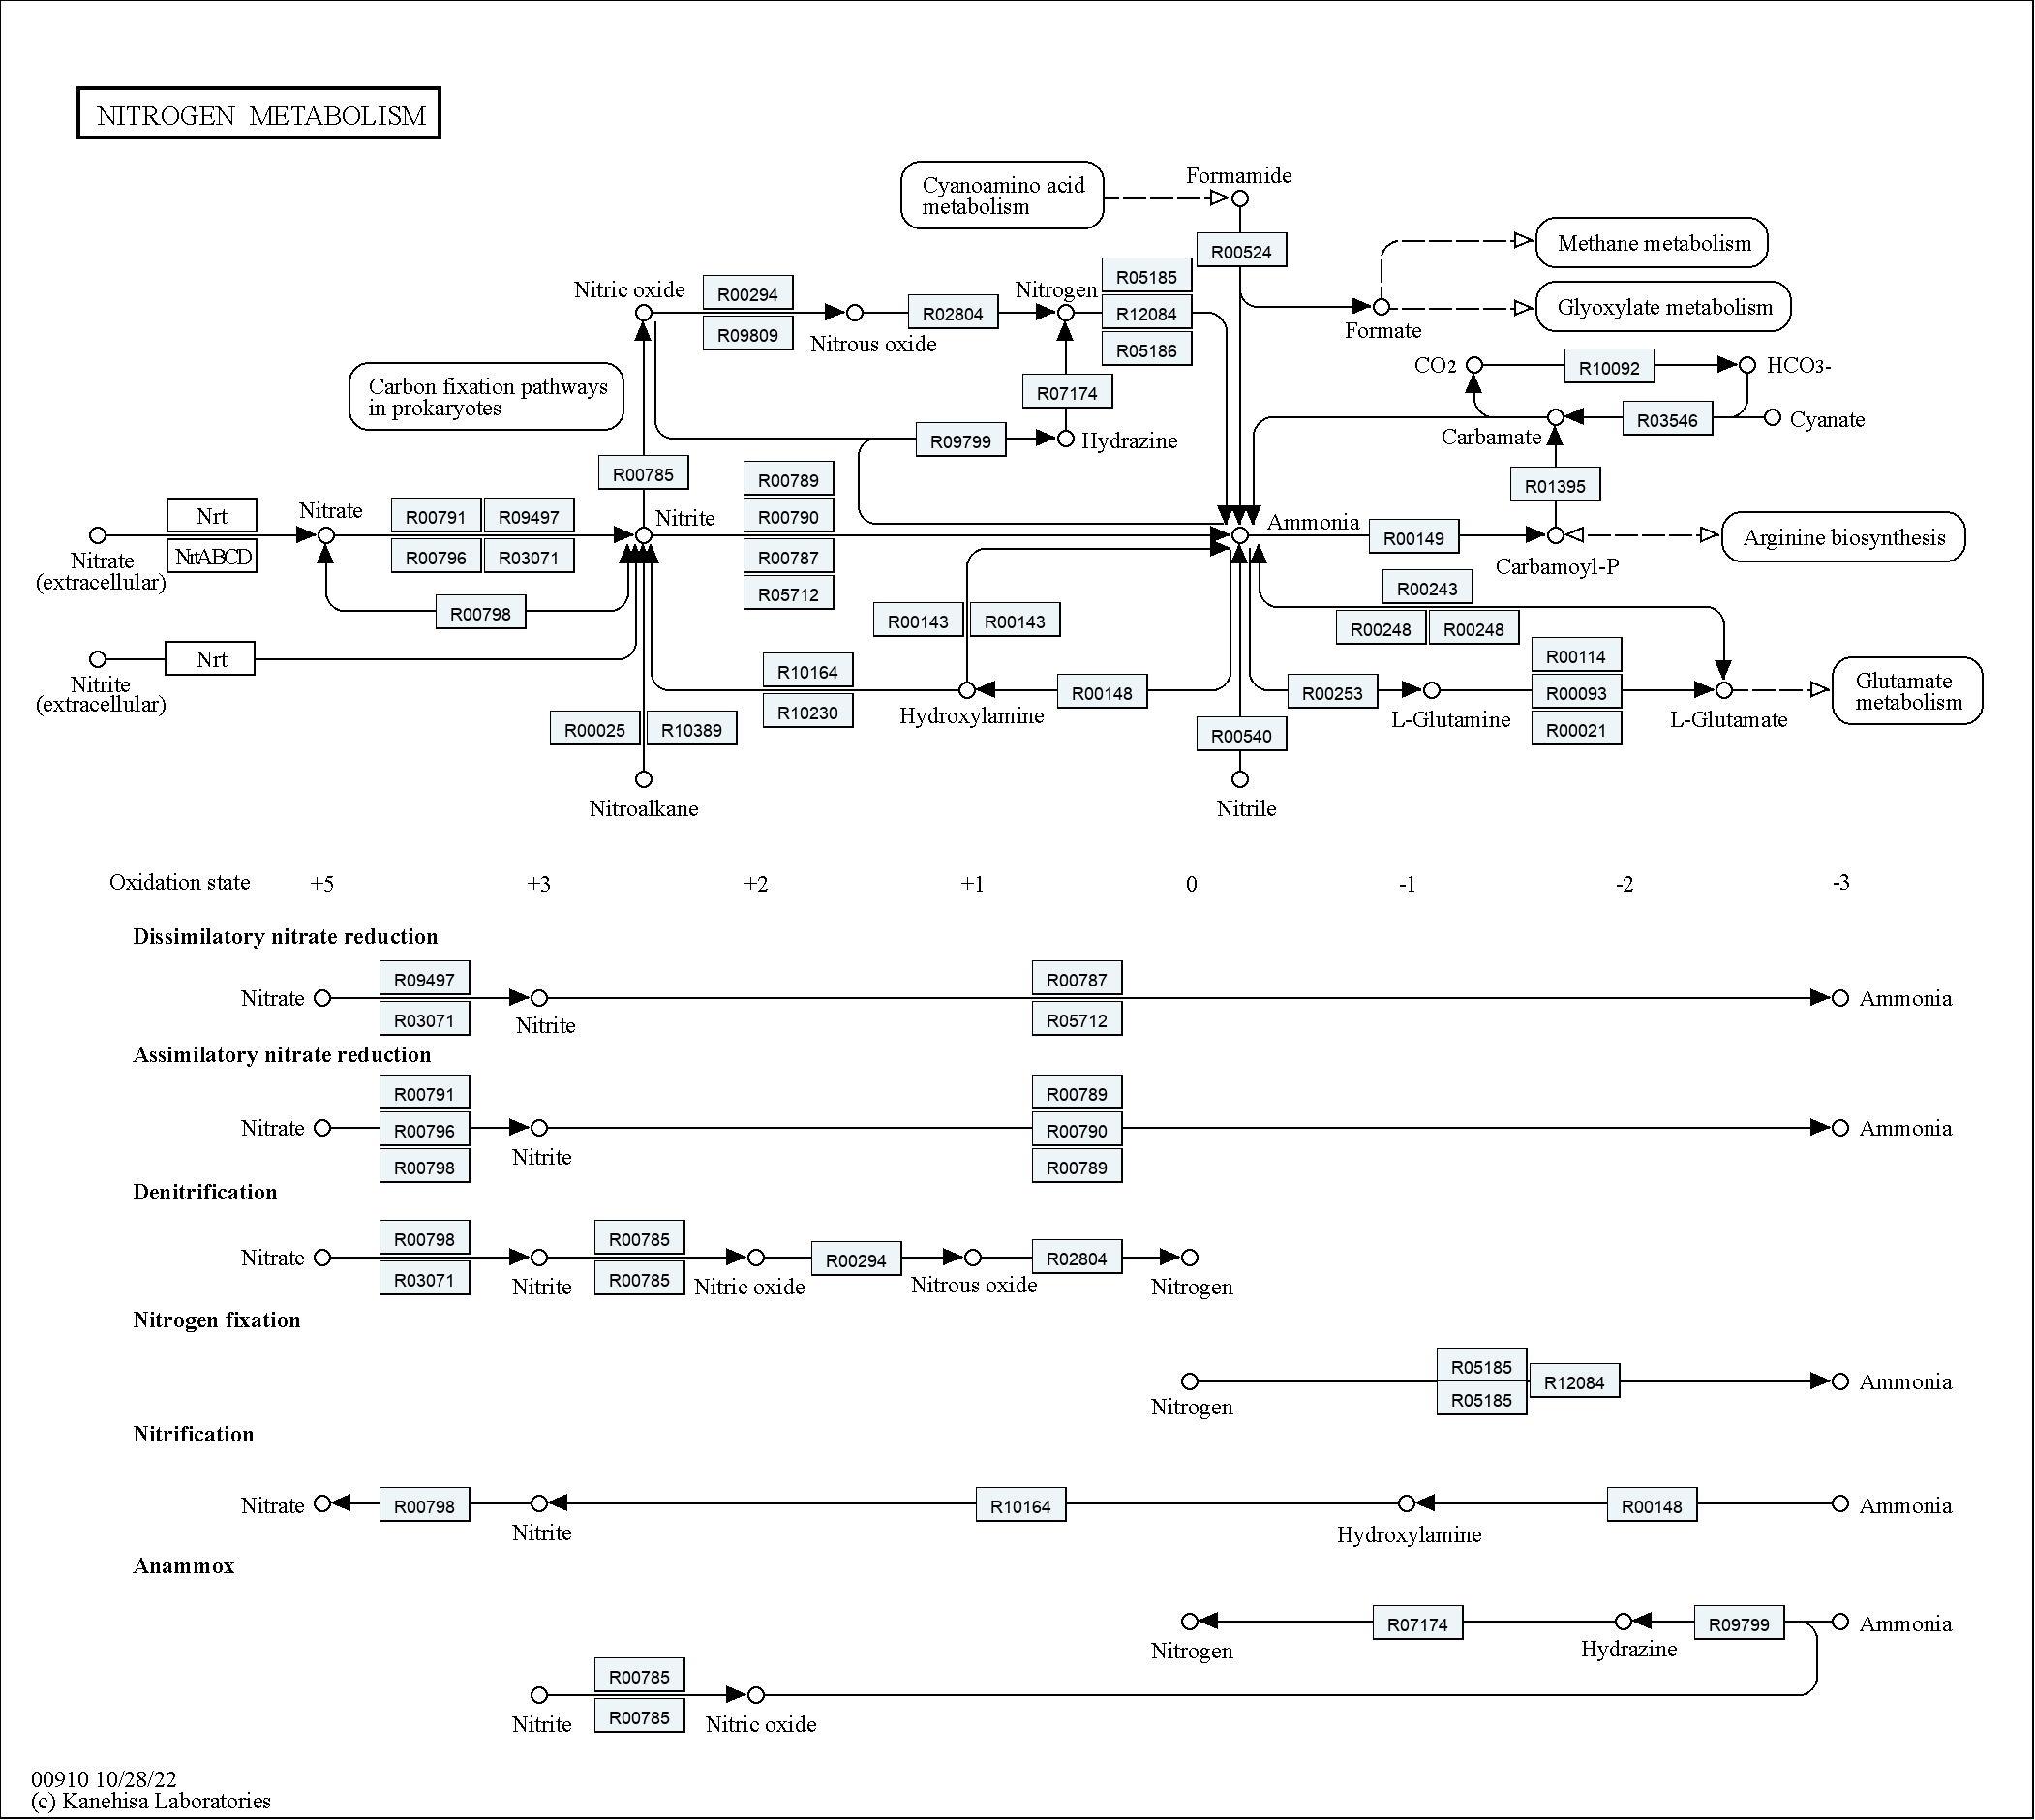 NITROGEN METABOLISM
Cyanoamino acid
metabolism
Formamide
R00524
Methane metabolism
Glyoxylate metabolism
Formate
Nitric oxide
R00294
R09809
Nitrous oxide
R02804
Nitrogen
R05185
R12084
R05186
R07174
CO2
R10092
HCO3-
Carbon fixation pathways
in prokaryotes
R09799
Hydrazine
Carbamate
R03546
Cyanate
R00785
R01395
Nitrate
(extracellular)
Nrt
NrtABCD
Nitrate
R00791
R09497
R00796
R03071
R00798
Nitrite
R00789
R00790
R00787
R05712
Ammonia
R00149
Carbamoyl-P
Arginine biosynthesis
R00243
R00248
R00248
R00143
R00143
Nitrite
(extracellular)
Nrt
R10164
R10230
Hydroxylamine
R00148
R00253
L-Glutamine
R00114
R00093
R00021
L-Glutamate
Glutamate
metabolism
R00025
R10389
R00540
Nitroalkane
Nitrile
Oxidation state +5 +3 +2 +1 0 -1 -2 -3
Dissimilatory nitrate reduction
R09497 R00787
Nitrate Ammonia
R03071 Nitrite R05712
Assimilatory nitrate reduction
R00791 R00789
Nitrate R00796 R00790 Ammonia
Nitrite
R00798 R00789
Denitrification
R00798 R00785
Nitrate R00294 R02804
R03071 R00785
Nitrite Nitric oxide Nitrous oxide Nitrogen
Nitrogen fixation
R05185
R12084 Ammonia
R05185
Nitrogen
Nitrification
Nitrate R00798 R10164 R00148 Ammonia
Nitrite Hydroxylamine
Anammox
R07174 R09799 Ammonia
Nitrogen Hydrazine
R00785
R00785
Nitrite Nitric oxide
00910 10/28/22
(c) Kanehisa Laboratories